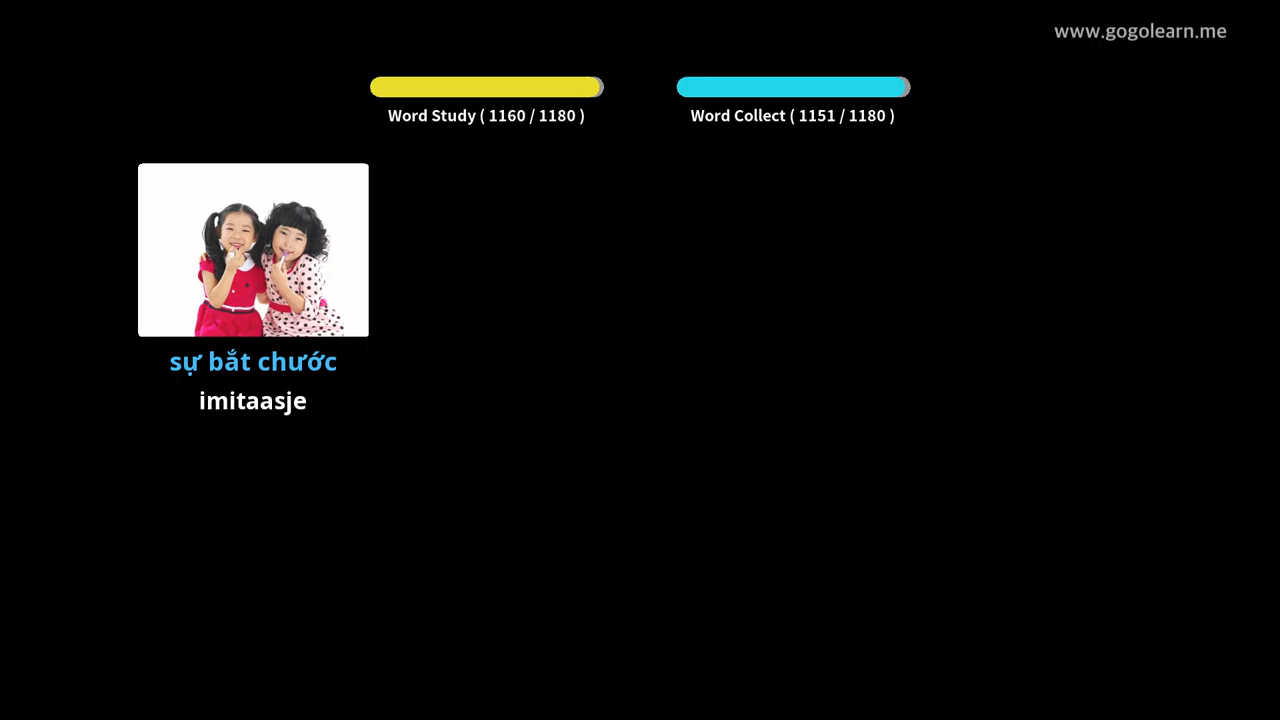 www.gogolearn.me
Word Study ( 1160 / 1180 )
Word Collect ( 1151 / 1180 )
sự bắt chước
imitaasje